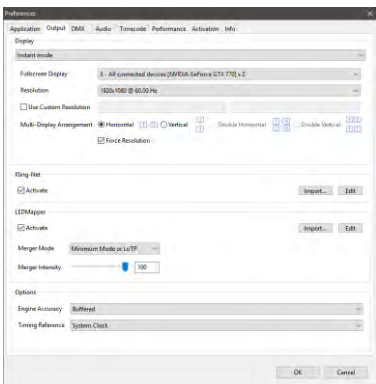 Preferences
Application Output DMX Audio Timecode Performance Activation Info
Display
Instant mode
Fullscreen Display 3 - All connected devices (NVIDIA GeForce GTX 770) x 2
Resolution 1920x1080 @ 60.00 Hz
Use Custom Resolution
Multi-Display Arrangement Horizontal 1 2 Vertical Double Horizontal Double Vertical
Force Resolution
Kling-Net
Activate Import... Edit
LEDMapper
Activate Import... Edit
Merger Mode Minimum Mode or LoTP
Merger Intensity 100
Options
Engine Accuracy Buffered
Timing Reference System Clock
OK Cancel